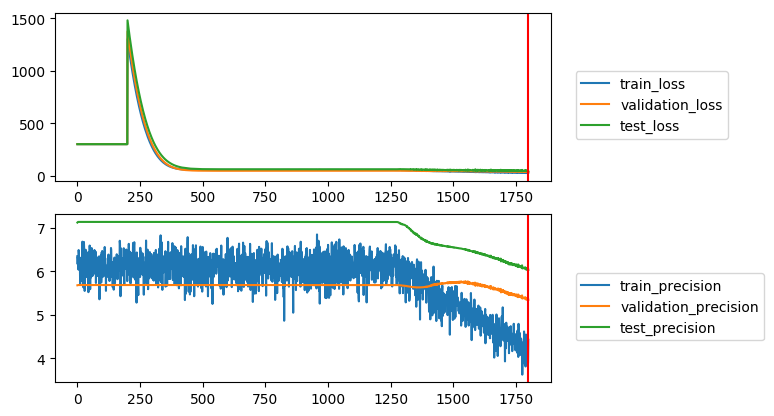 1500
1000
500
0
0 250 500 750 1000 1250 1500 1750
train_loss
validation_loss
test_loss
7
6
5
4
0 250 500 750 1000 1250 1500 1750
train_precision
validation_precision
test_precision